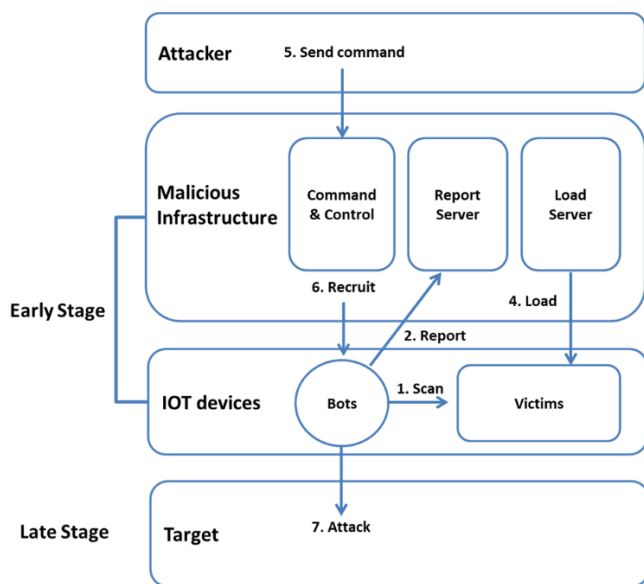 Attacker
5. Send command
Malicious
Infrastructure
Command
& Control
Report
Server
Load
Server
6. Recruit
4. Load
Early Stage
2. Report
IOT devices
Bots
1. Scan
Victims
Late Stage
Target
7. Attack